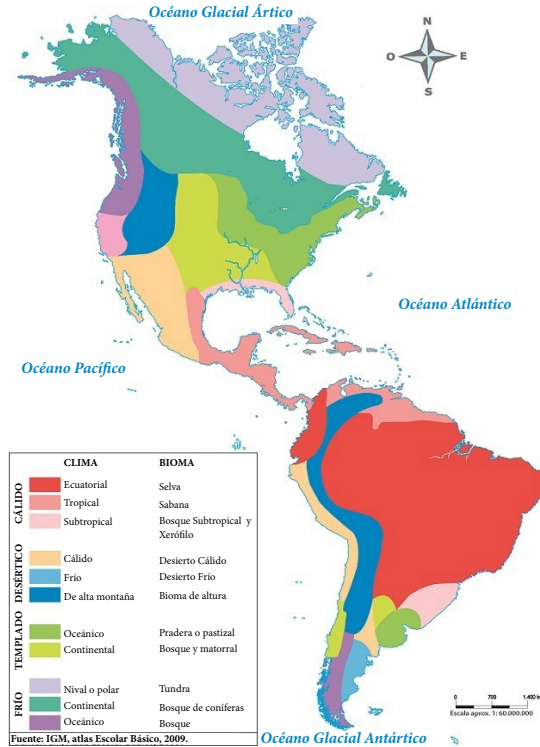 Océano Glacial Ártico
N
O E
S
Océano Atlántico
Océano Pacífico
CLIMA BIOMA
CÁLIDO
Ecuatorial Selva
Tropical Sabana
Subtropical Bosque Subtropical y
Xerófilo
DESÉRTICO
Cálido Desierto Cálido
Frío Desierto Frío
De alta montaña Bioma de altura
TEMPLADO
Oceánico Pradera o pastizal
Continental Bosque y matorral
FRÍO
Nival o polar Tundra
Continental Bosque de coníferas
Oceánico Bosque
Fuente: IGM, atlas Escolar Básico, 2009.
0 700 1.400 km
Escala aprox. 1:60.000.000
Océano Glacial Antártico